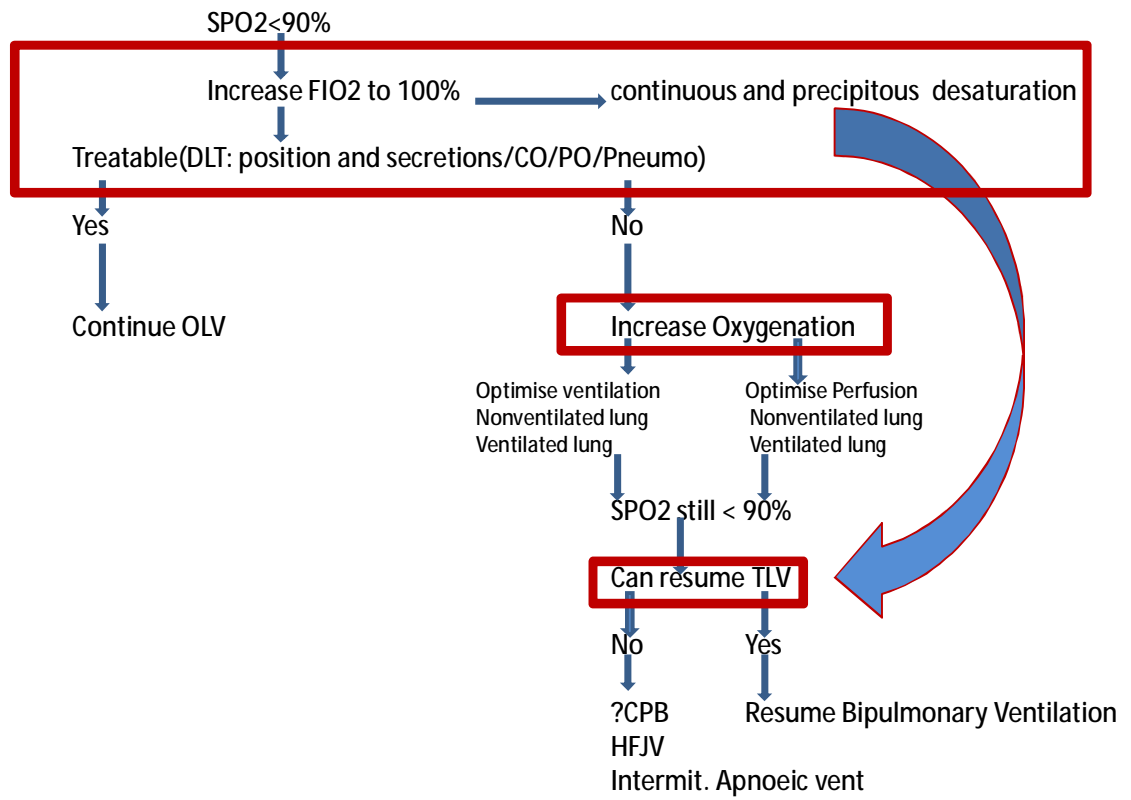 SPO2<90%
Increase FIO2 to 100%
continuous and precipitous desaturation
Treatable(DLT: position and secretions/CO/PO/Pneumo)
Yes
No
Continue OLV
Increase Oxygenation
Optimise ventilation
Nonventilated lung
Ventilated lung
Optimise Perfusion
Nonventilated lung
Ventilated lung
SPO2 still < 90%
Can resume TLV
No
Yes
?CPB
HFJV
Intermit. Apnoeic vent
Resume Bipulmonary Ventilation